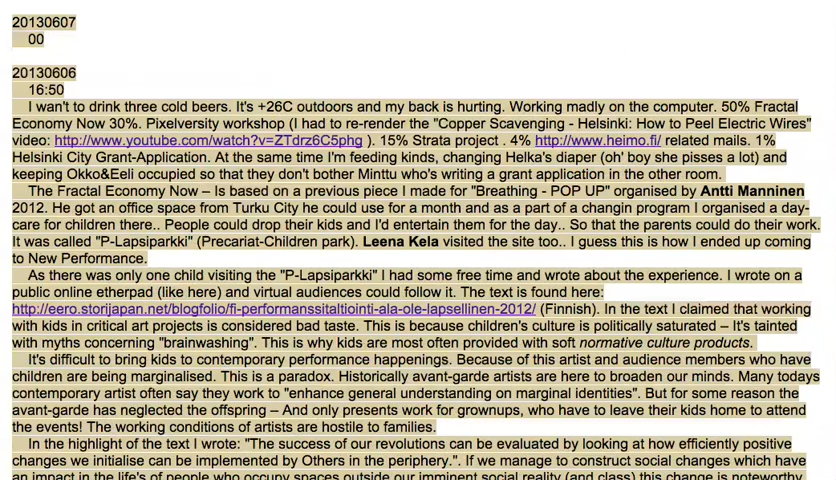 20130607
00
20130606
16:50
I wan't to drink three cold beers. It's +26C outdoors and my back is hurting. Working madly on the computer. 50% Fractal
Economy Now 30%. Pixelversity workshop (I had to re-render the "Copper Scavenging - Helsinki: How to Peel Electric Wires"
video: http://www.youtube.com/watch?v=ZTdrz6C5phg ). 15% Strata project . 4% http://www.heimo.fi/ related mails. 1%
Helsinki City Grant-Application. At the same time I'm feeding kinds, changing Helka's diaper (oh' boy she pisses a lot) and
keeping Okko&Eeli occupied so that they don't bother Minttu who's writing a grant application in the other room.
The Fractal Economy Now – Is based on a previous piece I made for "Breathing - POP UP" organised by Antti Manninen
2012. He got an office space from Turku City he could use for a month and as a part of a changin program I organised a day-
care for children there.. People could drop their kids and I'd entertain them for the day.. So that the parents could do their work.
It was called "P-Lapsiparkki" (Precariat-Children park). Leena Kela visited the site too.. I guess this is how I ended up coming
to New Performance.
As there was only one child visiting the "P-Lapsiparkki" I had some free time and wrote about the experience. I wrote on a
public online etherpad (like here) and virtual audiences could follow it. The text is found here:
http://eero.storijapan.net/blogfolio/fi-performanssitaltiointi-ala-ole-lapsellinen-2012/ (Finnish). In the text I claimed that working
with kids in critical art projects is considered bad taste. This is because children's culture is politically saturated – It's tainted
with myths concerning "brainwashing". This is why kids are most often provided with soft normative culture products.
It's difficult to bring kids to contemporary performance happenings. Because of this artist and audience members who have
children are being marginalised. This is a paradox. Historically avant-garde artists are here to broaden our minds. Many todays
contemporary artist often say they work to "enhance general understanding on marginal identities". But for some reason the
avant-garde has neglected the offspring – And only presents work for grownups, who have to leave their kids home to attend
the events! The working conditions of artists are hostile to families.
In the highlight of the text I wrote: "The success of our revolutions can be evaluated by looking at how efficiently positive
changes we initialise can be implemented by Others in the periphery.". If we manage to construct social changes which have
an impact in the life's of people who occupy spaces outside our imminent social reality (and class) this change is noteworthy.